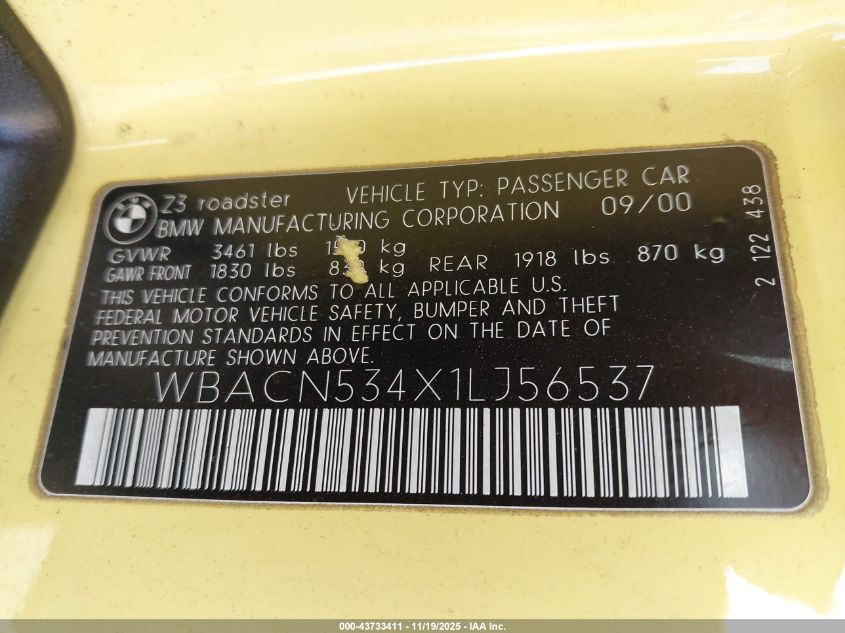 BMW
Z3 roadster VEHICLE TYP: PASSENGER CAR
BMW MANUFACTURING CORPORATION 09/00
GVWR 3461 lbs kg
GAWR FRONT 1830 lbs kg REAR 1918 lbs 870 kg
THIS VEHICLE CONFORMS TO ALL APPLICABLE U.S.
FEDERAL MOTOR VEHICLE SAFETY, BUMPER AND THEFT
PREVENTION STANDARDS IN EFFECT ON THE DATE OF
MANUFACTURE SHOWN ABOVE.
WBACN534X1LJ56537
2 122 438
000-43733411 - 11/19/2025 - IAA Inc.